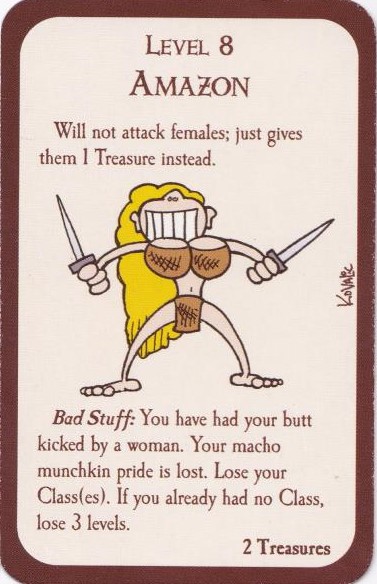 LEVEL 8
AMAZON
Will not attack females; just gives
them 1 Treasure instead.
KOVALIC
Bad Stuff: You have had your butt
kicked by a woman. Your macho
munchkin pride is lost. Lose your
Class(es). If you already had no Class,
lose 3 levels.
2 Treasures